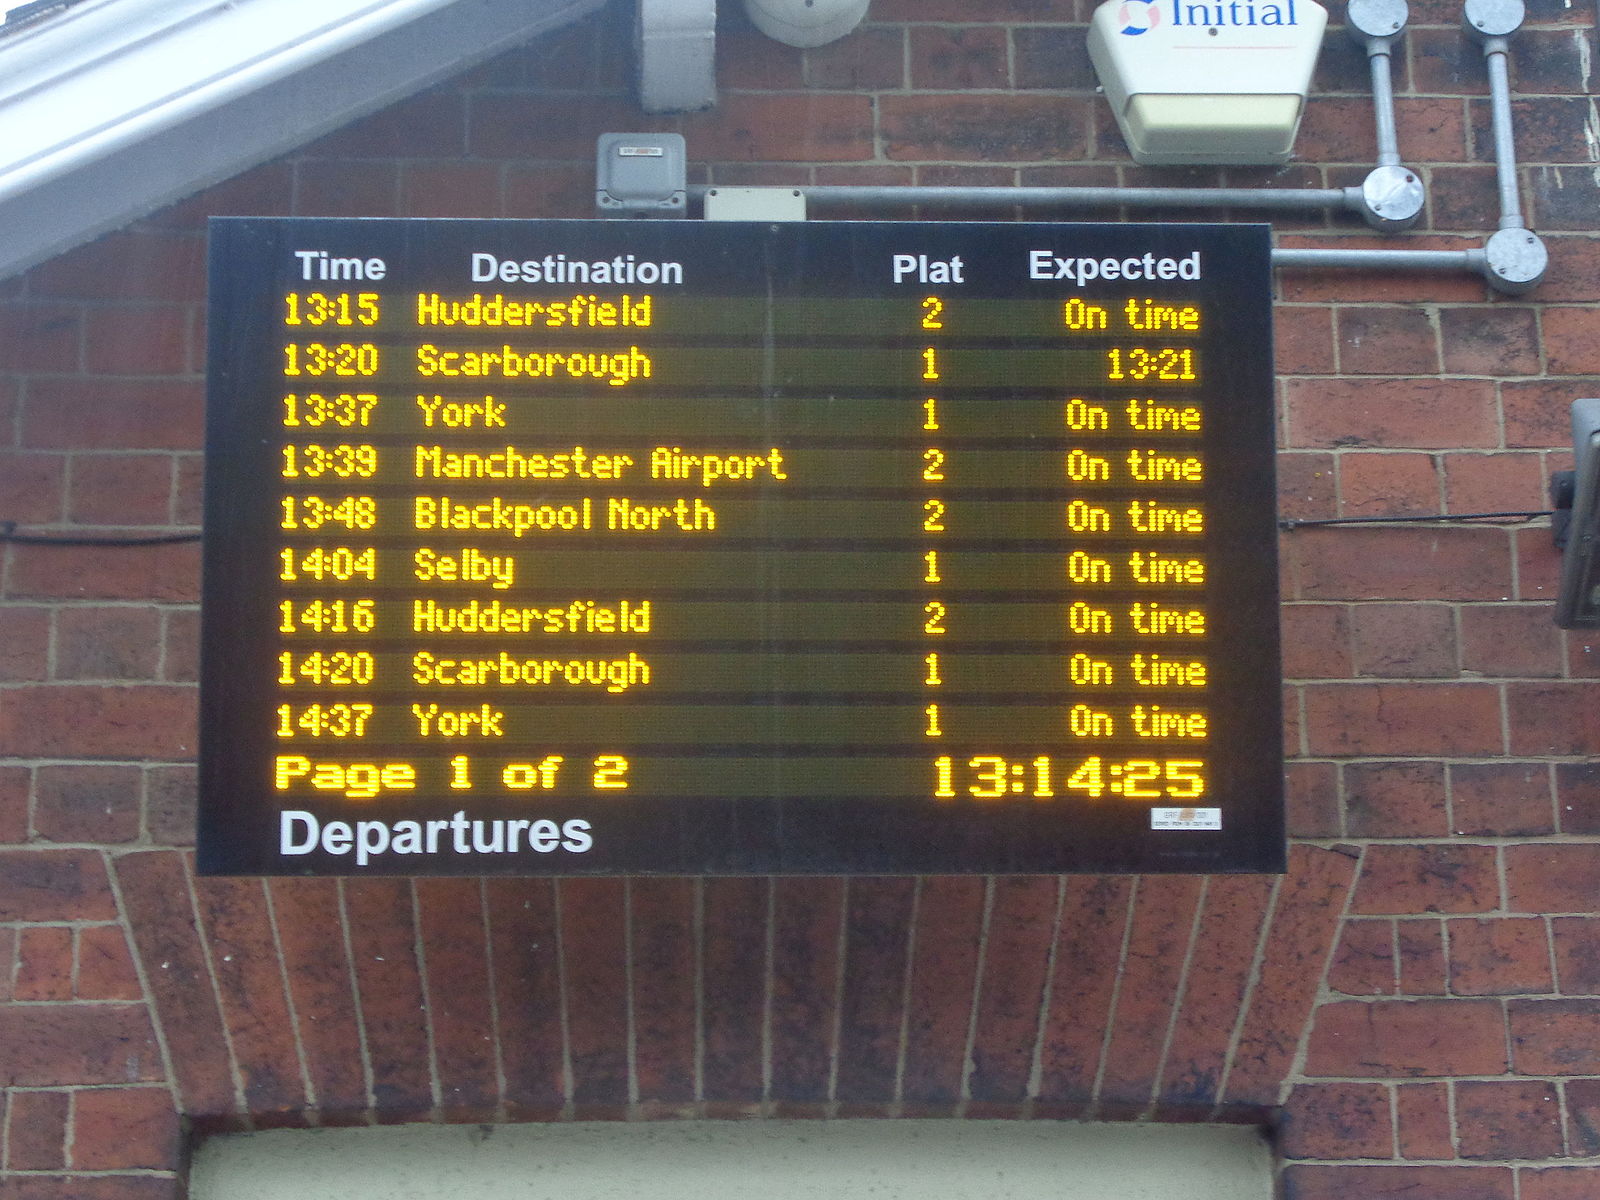 Initial
Time Destination Plat Expected
13:15 Huddersfield 2 On time
13:20 Scarborough 1 13:21
13:37 York 1 On time
13:39 Manchester Airport 2 On time
13:48 Blackpool North 2 On time
14:04 Selby 1 On time
14:16 Huddersfield 2 On time
14:20 Scarborough 1 On time
14:37 York 1 On time
Page 1 of 2 13:14:25
Departures